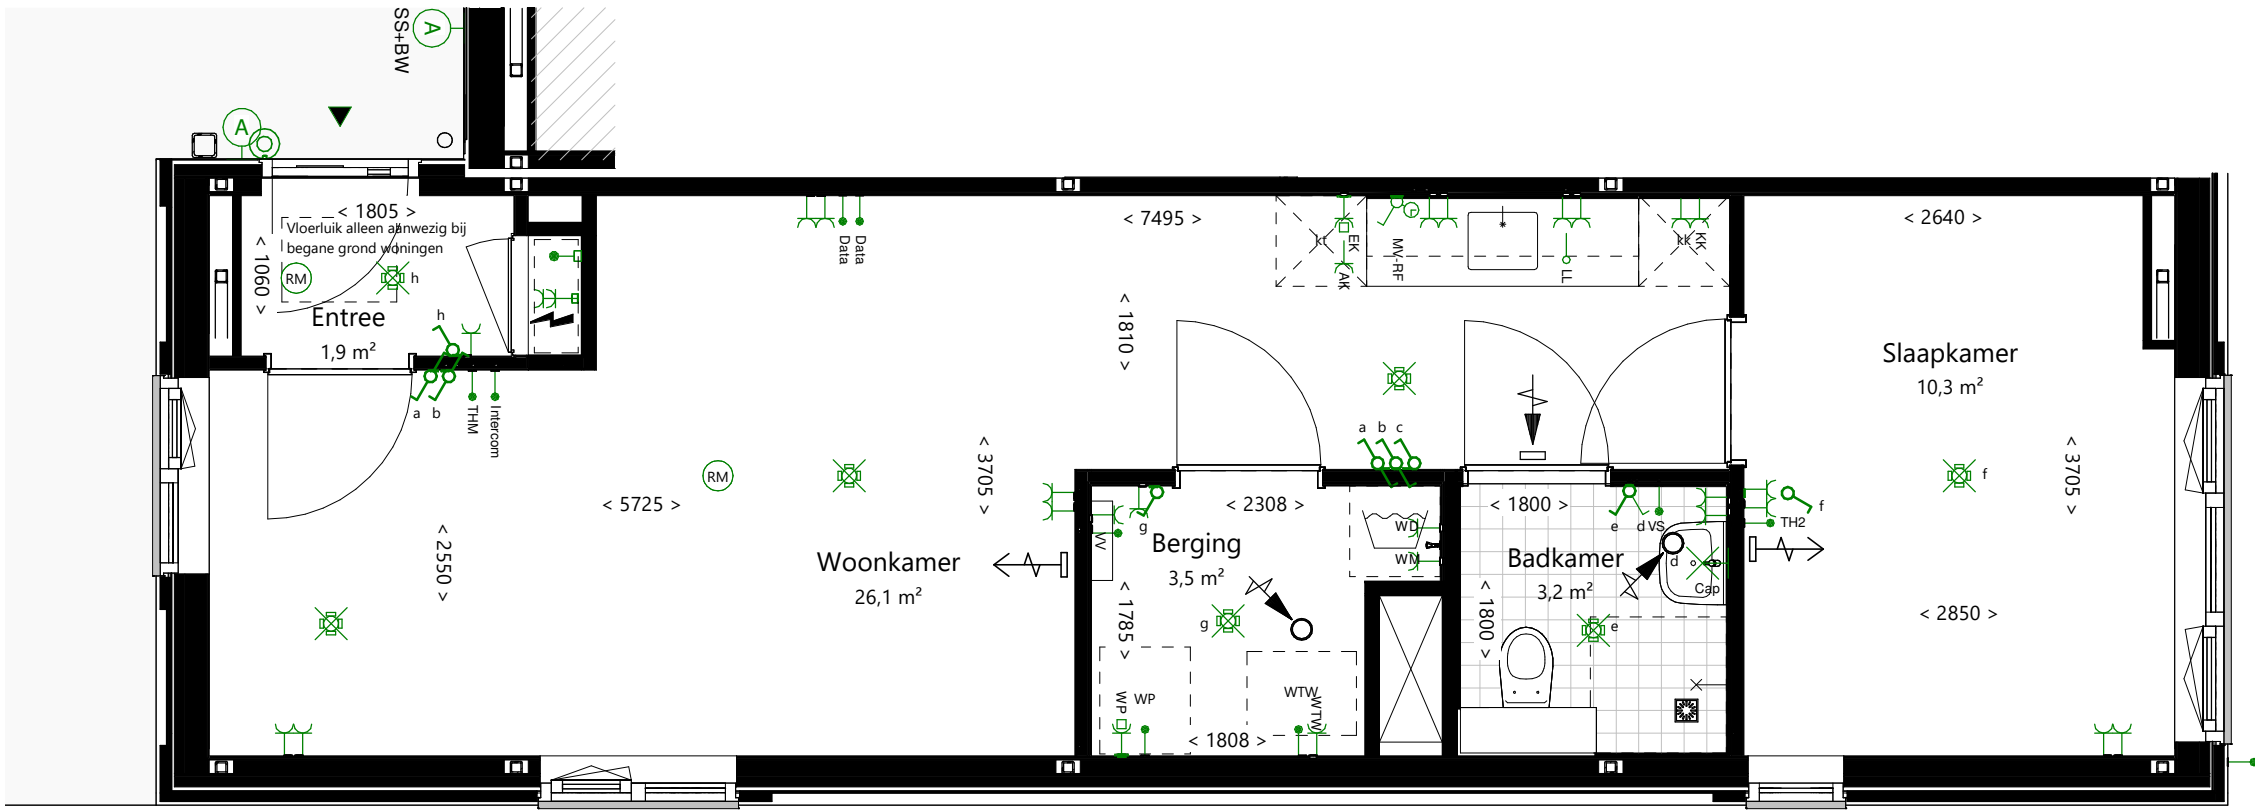 SS+BW
A
A
< 1805 >
Vloerluik alleen aanwezig bij
begane grond woningen
< 1060 >
RM
h
Entree
1,9 m²
h
a
b
THM
Intercom
Data
Data
< 7495 >
kt
EK
AK
MV-RF
LL
kk
KK
< 2640 >
< 1810 >
Slaapkamer
10,3 m²
a
b
c
RM
< 5725 >
< 3705 >
< 2550 >
Woonkamer
26,1 m²
VV
g
< 2308 >
Berging
3,5 m²
WD
WM
< 1785 >
g
WP
WP
WTW
WTW
< 1808 >
< 1800 >
e
d
VS
Badkamer
3,2 m²
d
Cap
< 1800 >
e
TH2
f
f
< 3705 >
< 2850 >